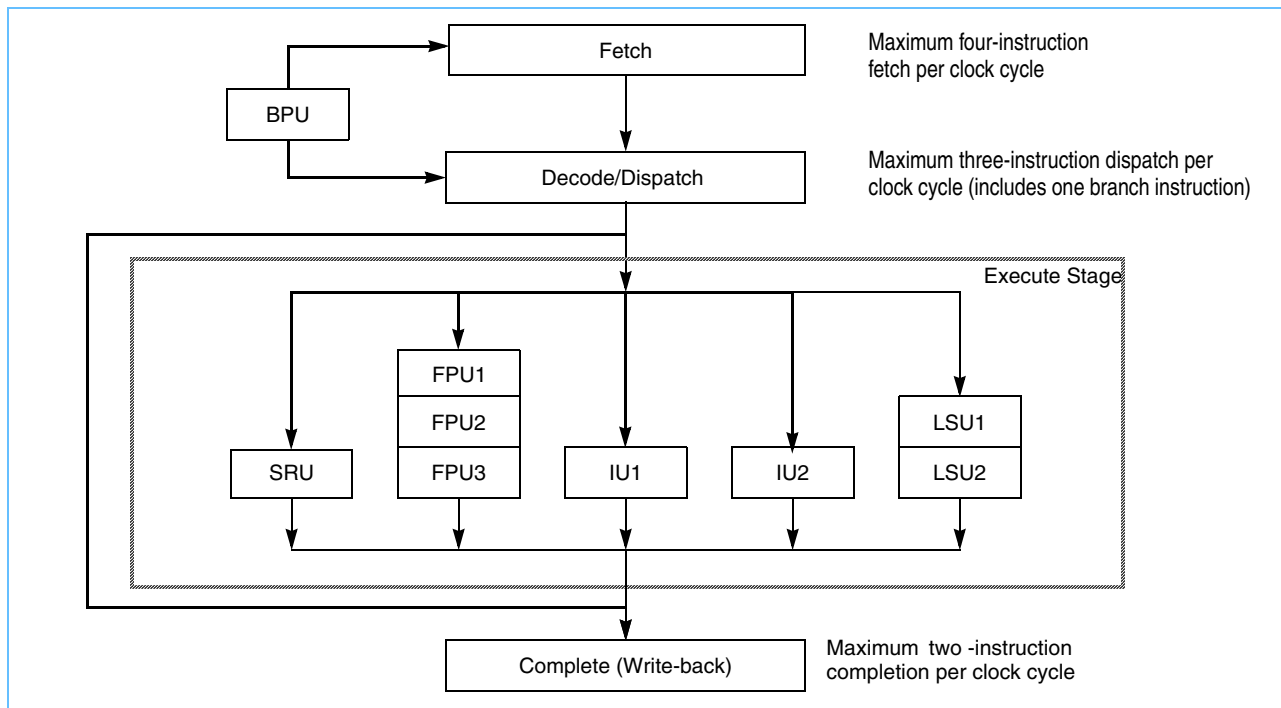 Fetch
Maximum four-instruction
fetch per clock cycle
BPU
Decode/Dispatch
Maximum three-instruction dispatch per
clock cycle (includes one branch instruction)
Execute Stage
FPU1
FPU2
LSU1
SRU
FPU3
IU1
IU2
LSU2
Complete (Write-back)
Maximum two -instruction
completion per clock cycle